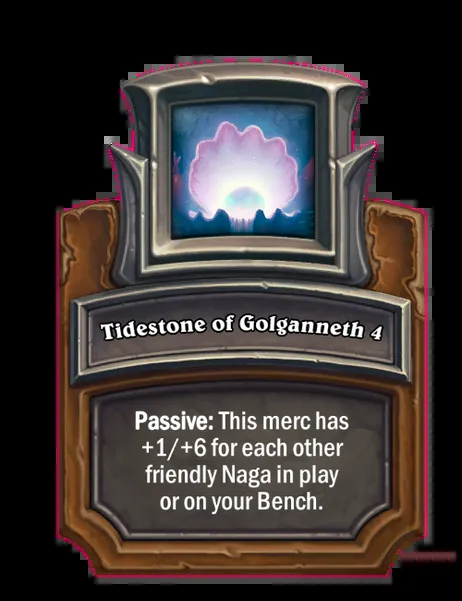 Tidestone of Golganneth 4
Passive: This merc has
+1/+6 for each other
friendly Naga in play
or on your Bench.